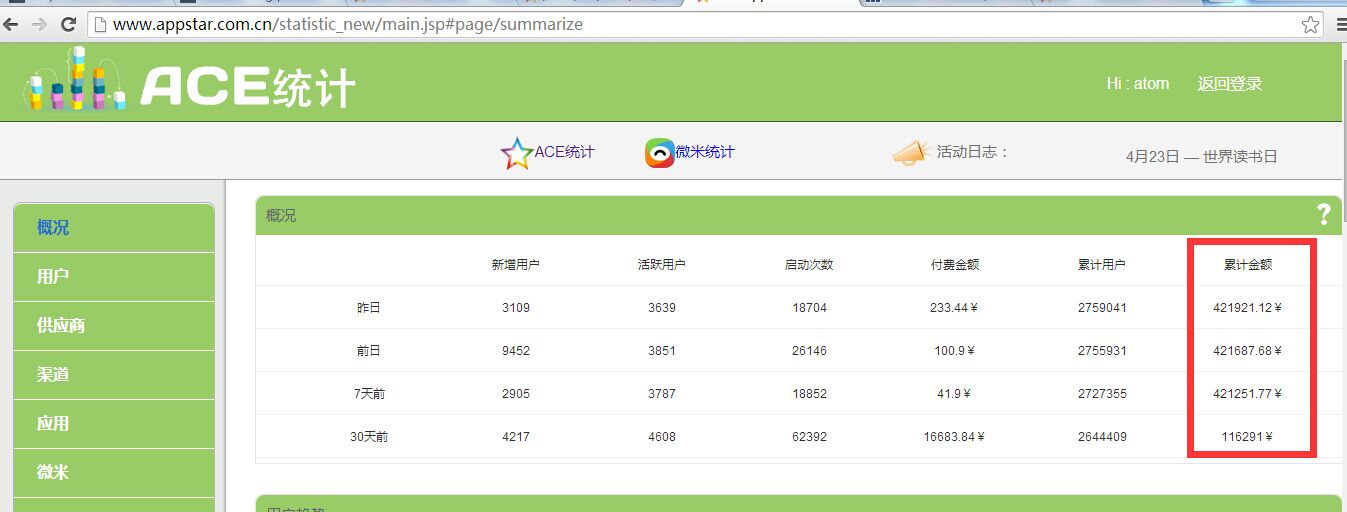 www.appstar.com.cn/statistic_new/main.jsp#page/summarize
ACE统计
Hi : atom 返回登录
ACE统计 微米统计 活动日志： 4月23日 — 世界读书日
概况
用户
供应商
渠道
应用
微米
概况 ?
新增用户 活跃用户 启动次数 付费金额 累计用户 累计金额
昨日 3109 3639 18704 233.44¥ 2759041 421921.12¥
前日 9452 3851 26146 100.9¥ 2755931 421687.68¥
7天前 2905 3787 18852 41.9¥ 2727355 421251.77¥
30天前 4217 4608 62392 16683.84¥ 2644409 116291¥